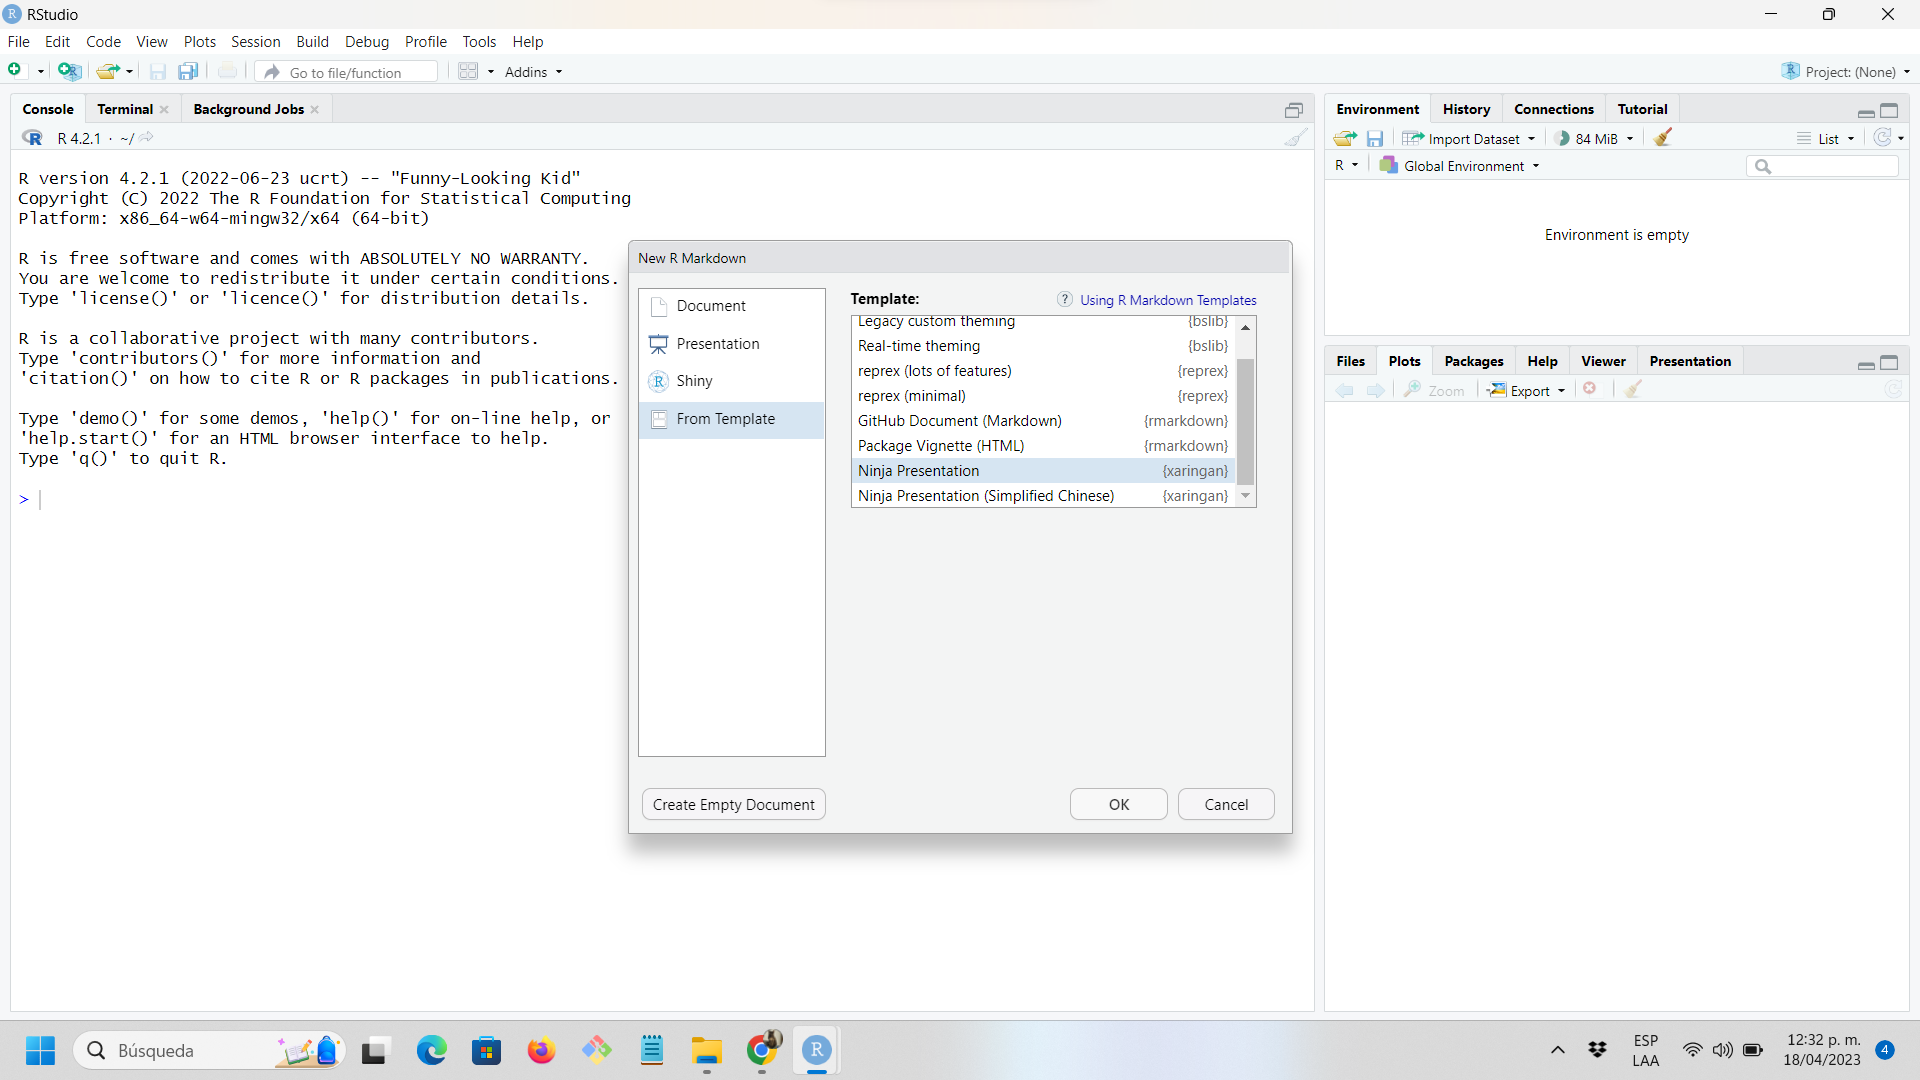 RStudio
File Edit Code View Plots Session Build Debug Profile Tools Help
Go to file/function Addins Project: (None)
Console Terminal Background Jobs
R 4.2.1 · ~/
R version 4.2.1 (2022-06-23 ucrt) -- "Funny-Looking Kid"
Copyright (C) 2022 The R Foundation for Statistical Computing
Platform: x86_64-w64-mingw32/x64 (64-bit)
R is free software and comes with ABSOLUTELY NO WARRANTY.
You are welcome to redistribute it under certain conditions.
Type 'license()' or 'licence()' for distribution details.
R is a collaborative project with many contributors.
Type 'contributors()' for more information and
'citation()' on how to cite R or R packages in publications.
Type 'demo()' for some demos, 'help()' for on-line help, or
'help.start()' for an HTML browser interface to help.
Type 'q()' to quit R.
>
New R Markdown
Document
Presentation
Shiny
From Template
Template: Using R Markdown Templates
Legacy custom theming {bslib}
Real-time theming {bslib}
reprex (lots of features) {reprex}
reprex (minimal) {reprex}
GitHub Document (Markdown) {rmarkdown}
Package Vignette (HTML) {rmarkdown}
Ninja Presentation {xaringan}
Ninja Presentation (Simplified Chinese) {xaringan}
Create Empty Document OK Cancel
Environment History Connections Tutorial
Import Dataset 84 MiB List
R Global Environment
Environment is empty
Files Plots Packages Help Viewer Presentation
Zoom Export
Búsqueda
ESP
LAA
12:32 p. m.
18/04/2023
4